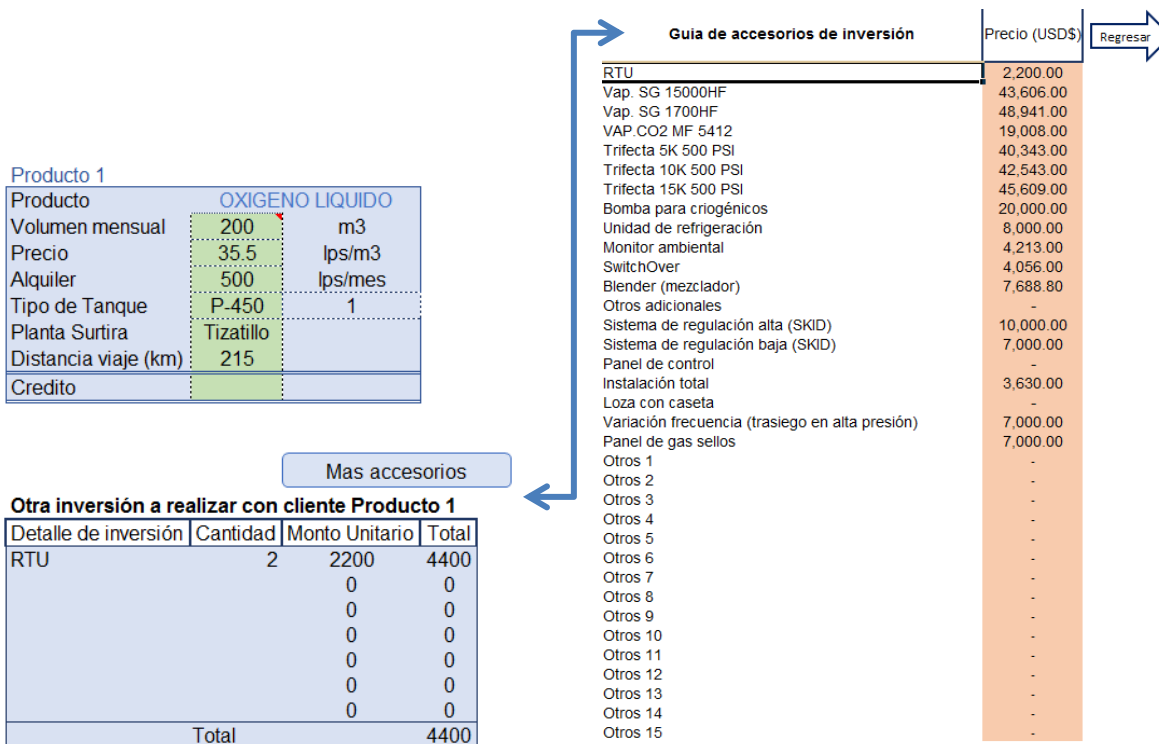 Producto 1
Producto OXIGENO LIQUIDO
Volumen mensual 200 m3
Precio 35.5 lps/m3
Alquiler 500 lps/mes
Tipo de Tanque P-450 1
Planta Surtira Tizatillo
Distancia viaje (km) 215
Credito
Mas accesorios
Otra inversión a realizar con cliente Producto 1
Detalle de inversión Cantidad Monto Unitario Total
RTU 2 2200 4400
0 0
0 0
0 0
0 0
0 0
0 0
Total 4400
Guia de accesorios de inversión Precio (USD$) Regresar
RTU 2,200.00
Vap. SG 15000HF 43,606.00
Vap. SG 1700HF 48,941.00
VAP.CO2 MF 5412 19,008.00
Trifecta 5K 500 PSI 40,343.00
Trifecta 10K 500 PSI 42,543.00
Trifecta 15K 500 PSI 45,609.00
Bomba para criogénicos 20,000.00
Unidad de refrigeración 8,000.00
Monitor ambiental 4,213.00
SwitchOver 4,056.00
Blender (mezclador) 7,688.80
Otros adicionales -
Sistema de regulación alta (SKID) 10,000.00
Sistema de regulación baja (SKID) 7,000.00
Panel de control -
Instalación total 3,630.00
Loza con caseta -
Variación frecuencia (trasiego en alta presión) 7,000.00
Panel de gas sellos 7,000.00
Otros 1 -
Otros 2 -
Otros 3 -
Otros 4 -
Otros 5 -
Otros 6 -
Otros 7 -
Otros 8 -
Otros 9 -
Otros 10 -
Otros 11 -
Otros 12 -
Otros 13 -
Otros 14 -
Otros 15 -